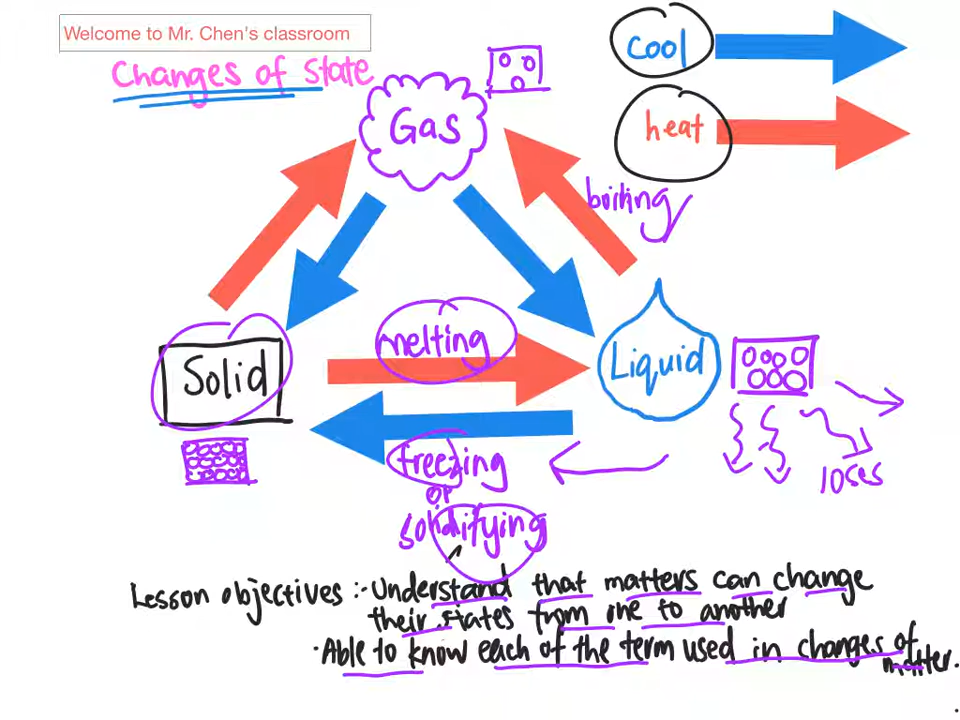 Welcome to Mr. Chen's classroom
Changes of state
cool
heat
Gas
boiling
melting
Solid
Liquid
freezing
or
solidifying
loses
Lesson objectives :· Understand that matters can change
their states from one to another
· Able to know each of the term used in changes of
matter.